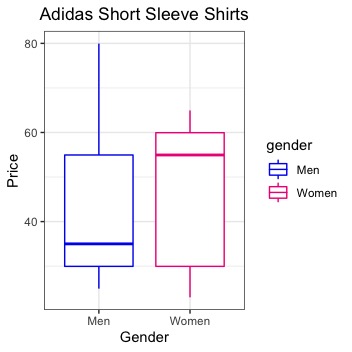 Adidas Short Sleeve Shirts
80
60
40
Price
Men
Women
Gender
gender
Men
Women